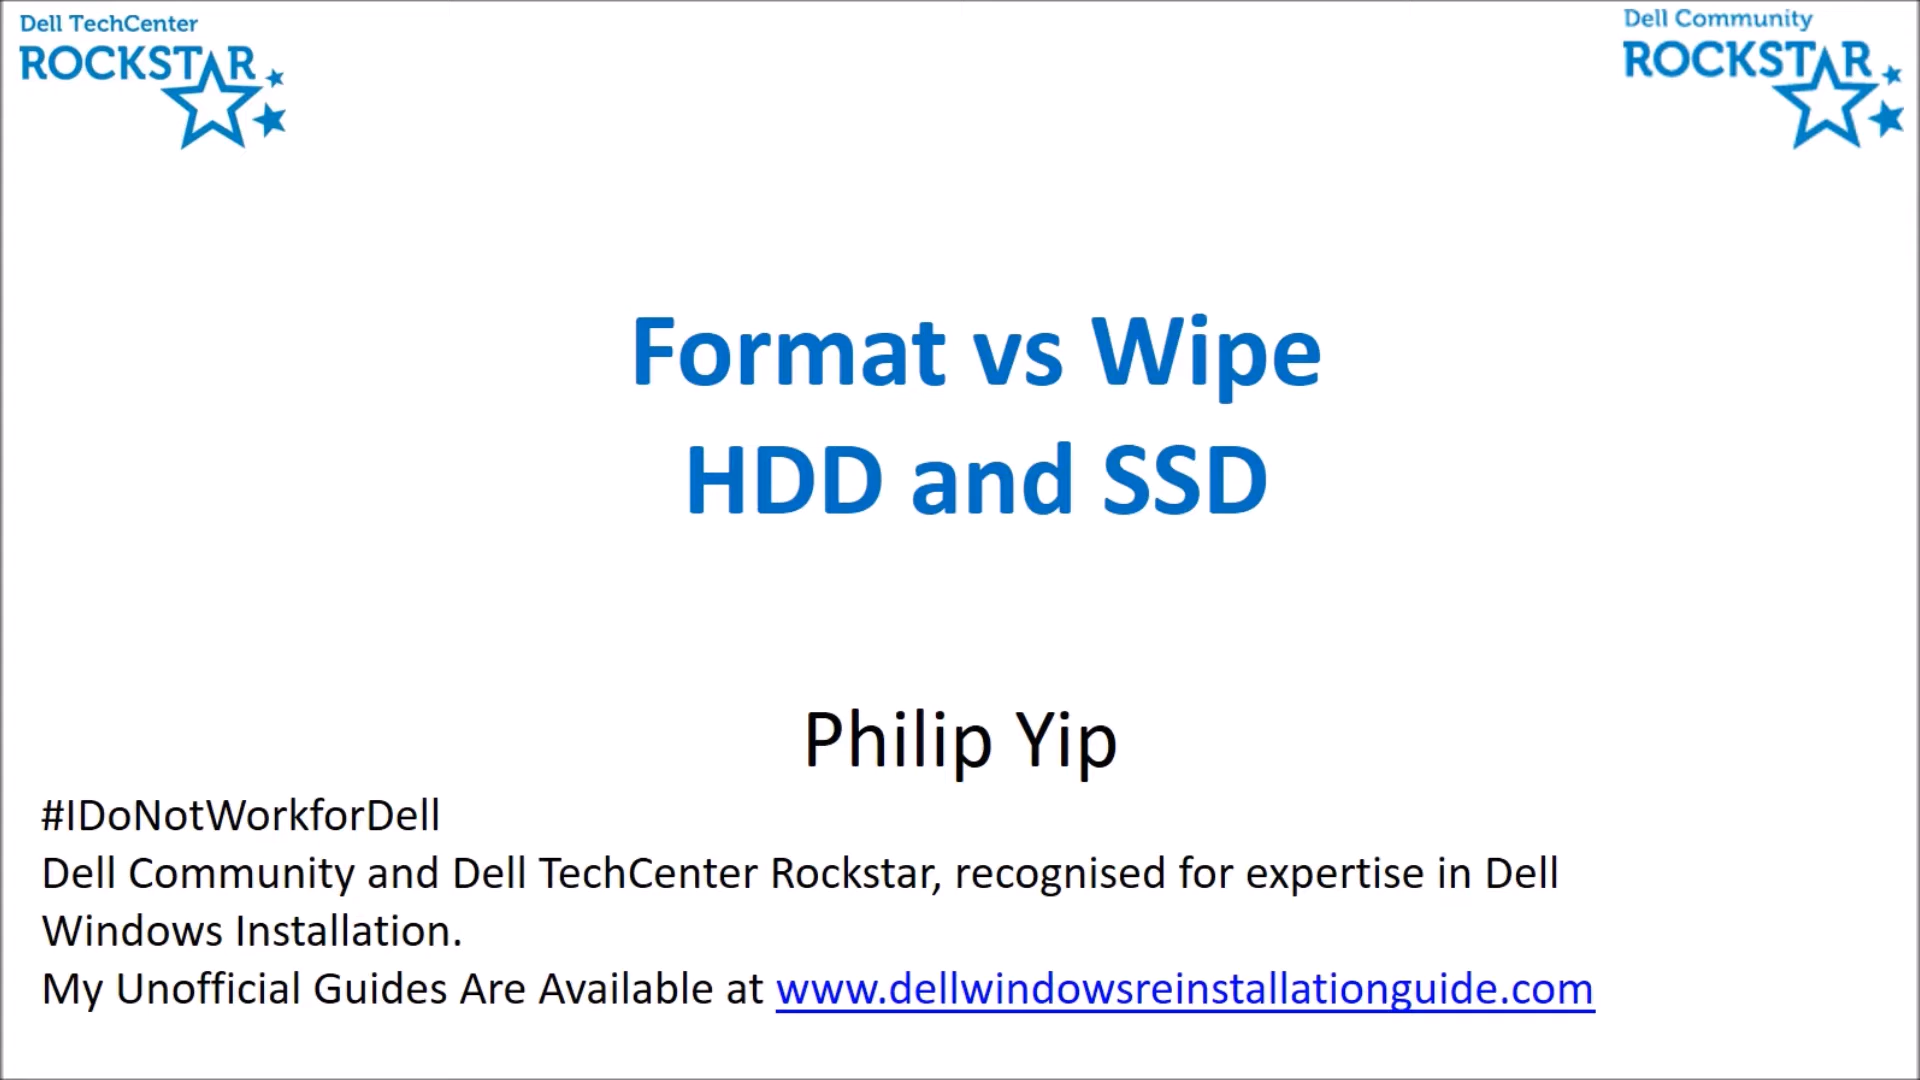 Dell TechCenter
ROCKSTAR
Dell Community
ROCKSTAR
Format vs Wipe
HDD and SSD
Philip Yip
#IDoNotWorkforDell
Dell Community and Dell TechCenter Rockstar, recognised for expertise in Dell
Windows Installation.
My Unofficial Guides Are Available at www.dellwindowsreinstallationguide.com